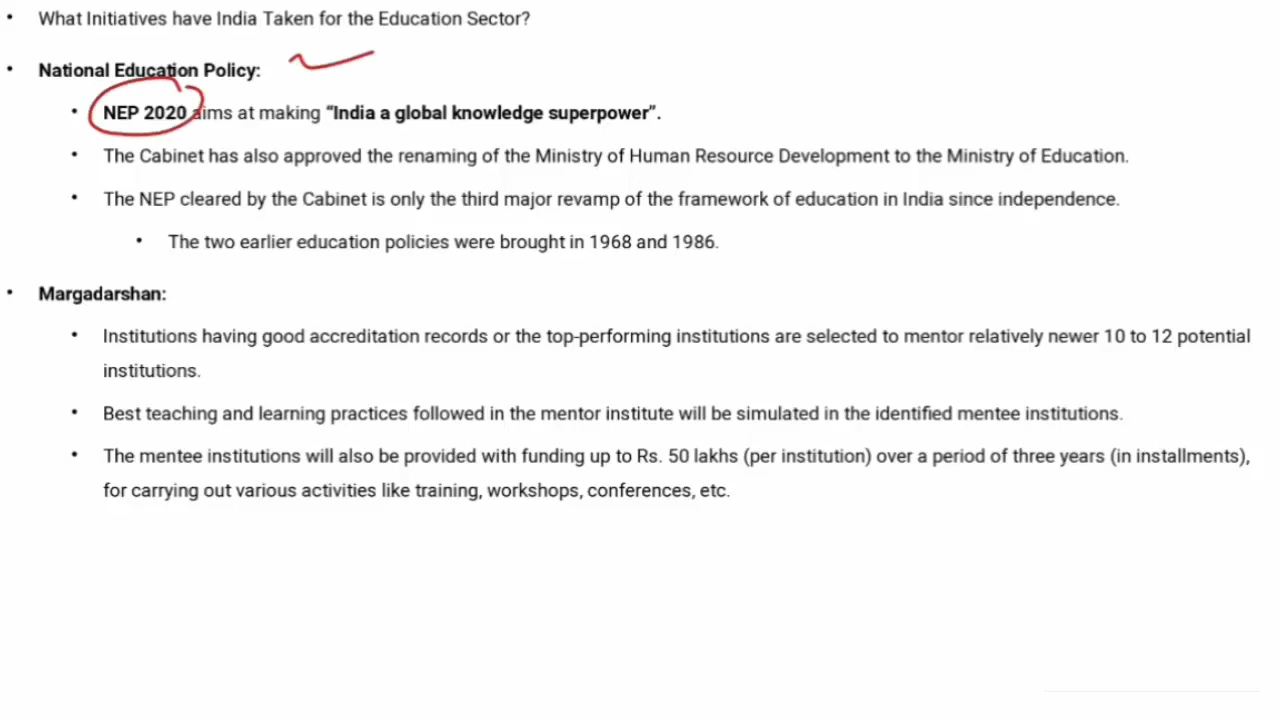 • What Initiatives have India Taken for the Education Sector?
• National Education Policy:
• NEP 2020 aims at making “India a global knowledge superpower”.
• The Cabinet has also approved the renaming of the Ministry of Human Resource Development to the Ministry of Education.
• The NEP cleared by the Cabinet is only the third major revamp of the framework of education in India since independence.
• The two earlier education policies were brought in 1968 and 1986.
• Margadarshan:
• Institutions having good accreditation records or the top-performing institutions are selected to mentor relatively newer 10 to 12 potential
institutions.
• Best teaching and learning practices followed in the mentor institute will be simulated in the identified mentee institutions.
• The mentee institutions will also be provided with funding up to Rs. 50 lakhs (per institution) over a period of three years (in installments),
for carrying out various activities like training, workshops, conferences, etc.